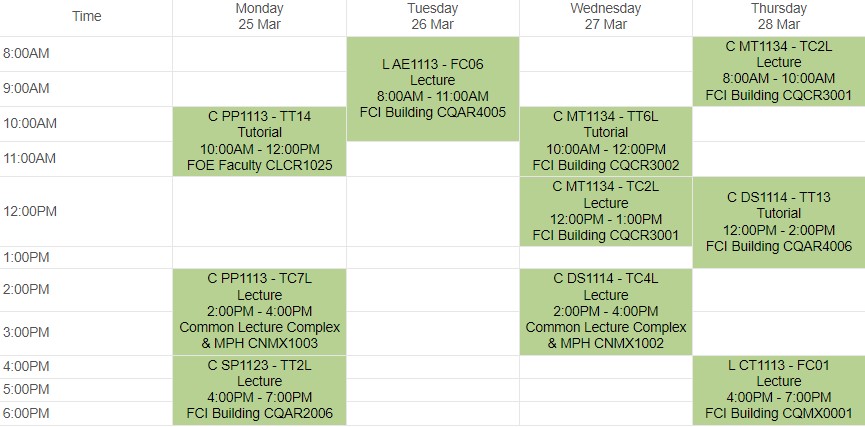 Time
Monday
25 Mar
Tuesday
26 Mar
Wednesday
27 Mar
Thursday
28 Mar
8:00AM
L AE1113 - FC06
Lecture
8:00AM - 11:00AM
FCI Building CQAR4005
C MT1134 - TC2L
Lecture
8:00AM - 10:00AM
FCI Building CQCR3001
9:00AM
10:00AM
C PP1113 - TT14
Tutorial
10:00AM - 12:00PM
FOE Faculty CLCR1025
C MT1134 - TT6L
Tutorial
10:00AM - 12:00PM
FCI Building CQCR3002
11:00AM
12:00PM
C MT1134 - TC2L
Lecture
12:00PM - 1:00PM
FCI Building CQCR3001
C DS1114 - TT13
Tutorial
12:00PM - 2:00PM
FCI Building CQAR4006
1:00PM
2:00PM
C PP1113 - TC7L
Lecture
2:00PM - 4:00PM
Common Lecture Complex
& MPH CNMX1003
C DS1114 - TC4L
Lecture
2:00PM - 4:00PM
Common Lecture Complex
& MPH CNMX1002
3:00PM
4:00PM
C SP1123 - TT2L
Lecture
4:00PM - 7:00PM
FCI Building CQAR2006
L CT1113 - FC01
Lecture
4:00PM - 7:00PM
FCI Building CQMX0001
5:00PM
6:00PM